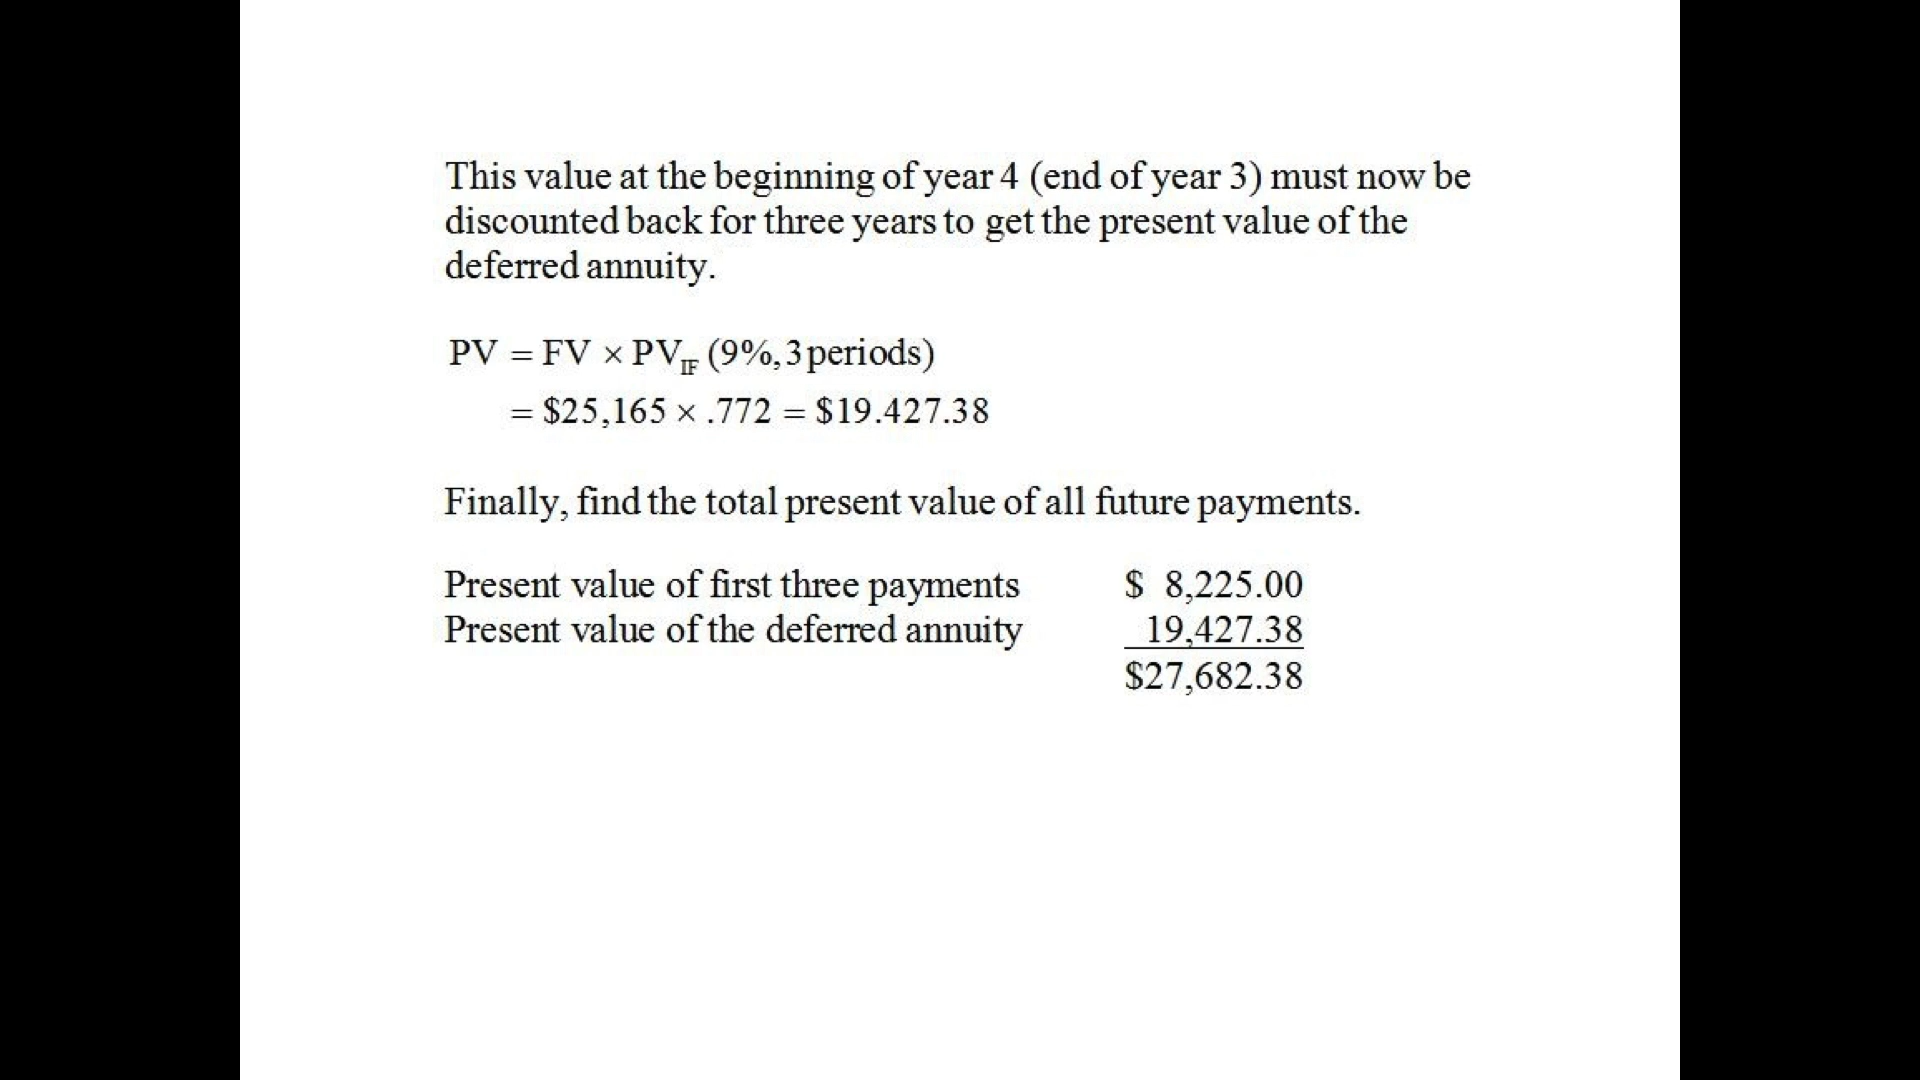 This value at the beginning of year 4 (end of year 3) must now be
discounted back for three years to get the present value of the
deferred annuity.
PV = FV × PV_IF (9%, 3 periods)
= $25,165 × .772 = $19.427.38
Finally, find the total present value of all future payments.
Present value of first three payments $ 8,225.00
Present value of the deferred annuity 19,427.38
$27,682.38